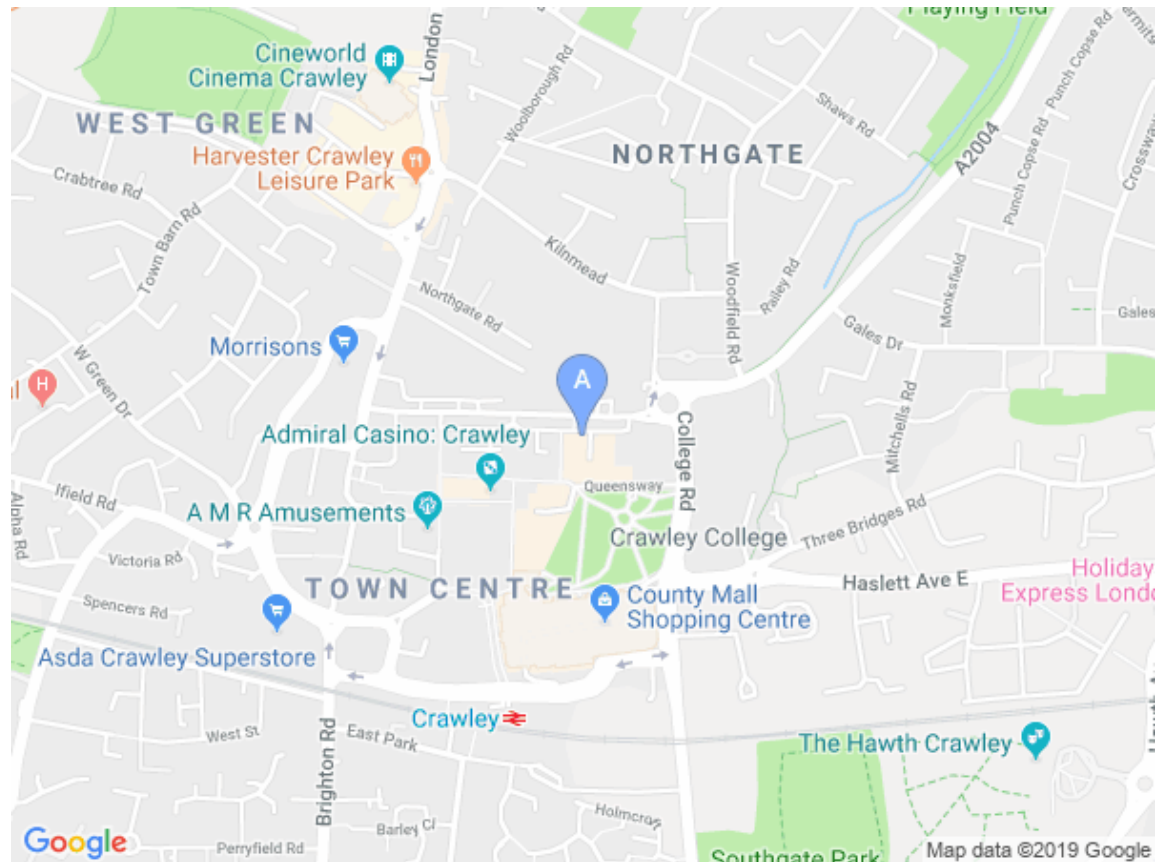 Playing Field
Cineworld
Cinema Crawley
London
Woolborough Rd
Punch Copse Rd
Shaws Rd
WEST GREEN
NORTHGATE
A2004
Harvester Crawley
Leisure Park
Crabtree Rd
Town Barn Rd
Punch Copse Rd
Kilnmead
Woodfield Rd
Railey Rd
Monksfield
Northgate Rd
Gales
Gales Dr
Morrisons
W Green Dr
H
A
Mitchells Rd
College Rd
Admiral Casino: Crawley
Queensway
Ifield Rd
Alpha Rd
A M R Amusements
Crawley College
Three Bridges Rd
Victoria Rd
Haslett Ave E
Holiday
TOWN CENTRE
County Mall
Shopping Centre
Spencers Rd
Asda Crawley Superstore
Crawley
West St
East Park
The Hawth Crawley
Brighton Rd
Barley Cl
Perryfield Rd
Southgate Park
Google
Map data ©2019 Google